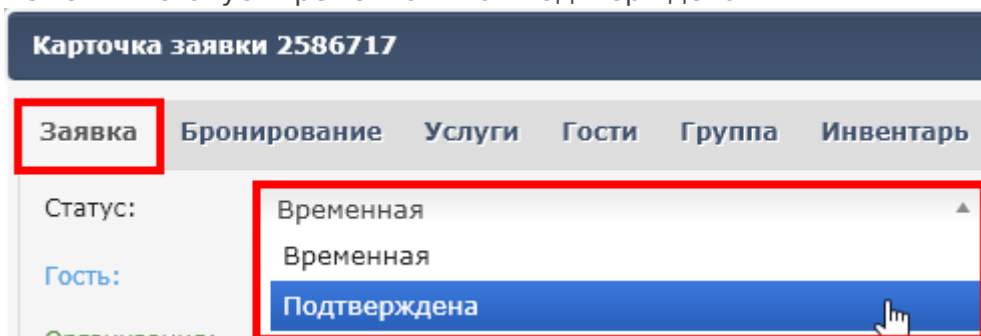 Карточка заявки 2586717
Заявка Бронирование Услуги Гости Группа Инвентарь
Статус: Временная
Временная
Гость:
Подтверждена